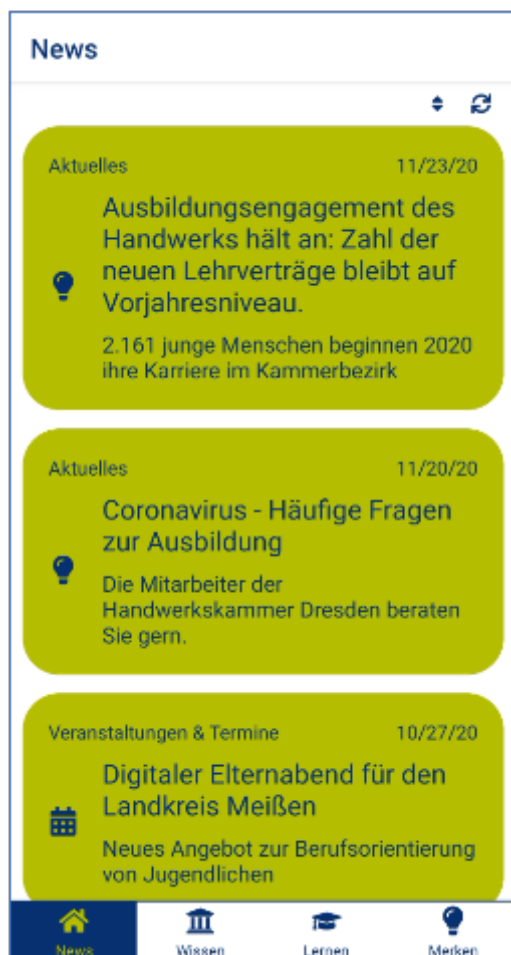 News
Aktuelles 11/23/20
Ausbildungsengagement des
Handwerks hält an: Zahl der
neuen Lehrverträge bleibt auf
Vorjahresniveau.
2.161 junge Menschen beginnen 2020
ihre Karriere im Kammerbezirk
Aktuelles 11/20/20
Coronavirus - Häufige Fragen
zur Ausbildung
Die Mitarbeiter der
Handwerkskammer Dresden beraten
Sie gern.
Veranstaltungen & Termine 10/27/20
Digitaler Elternabend für den
Landkreis Meißen
Neues Angebot zur Berufsorientierung
von Jugendlichen
News Wissen Lernen Merken